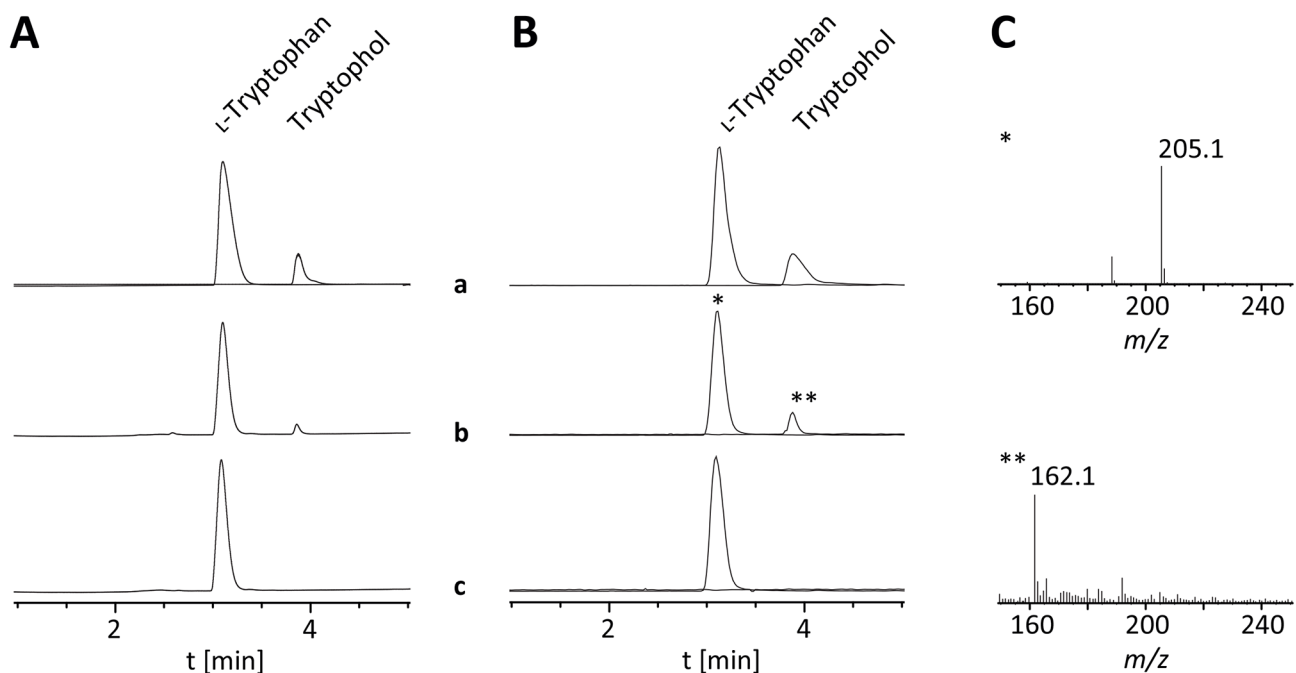 A
B
C
L-Tryptophan
Tryptophol
L-Tryptophan
Tryptophol
*
205.1
160 200 240
m/z
a
*
**
b
**
162.1
c
2 4
t [min]
2 4
t [min]
160 200 240
m/z